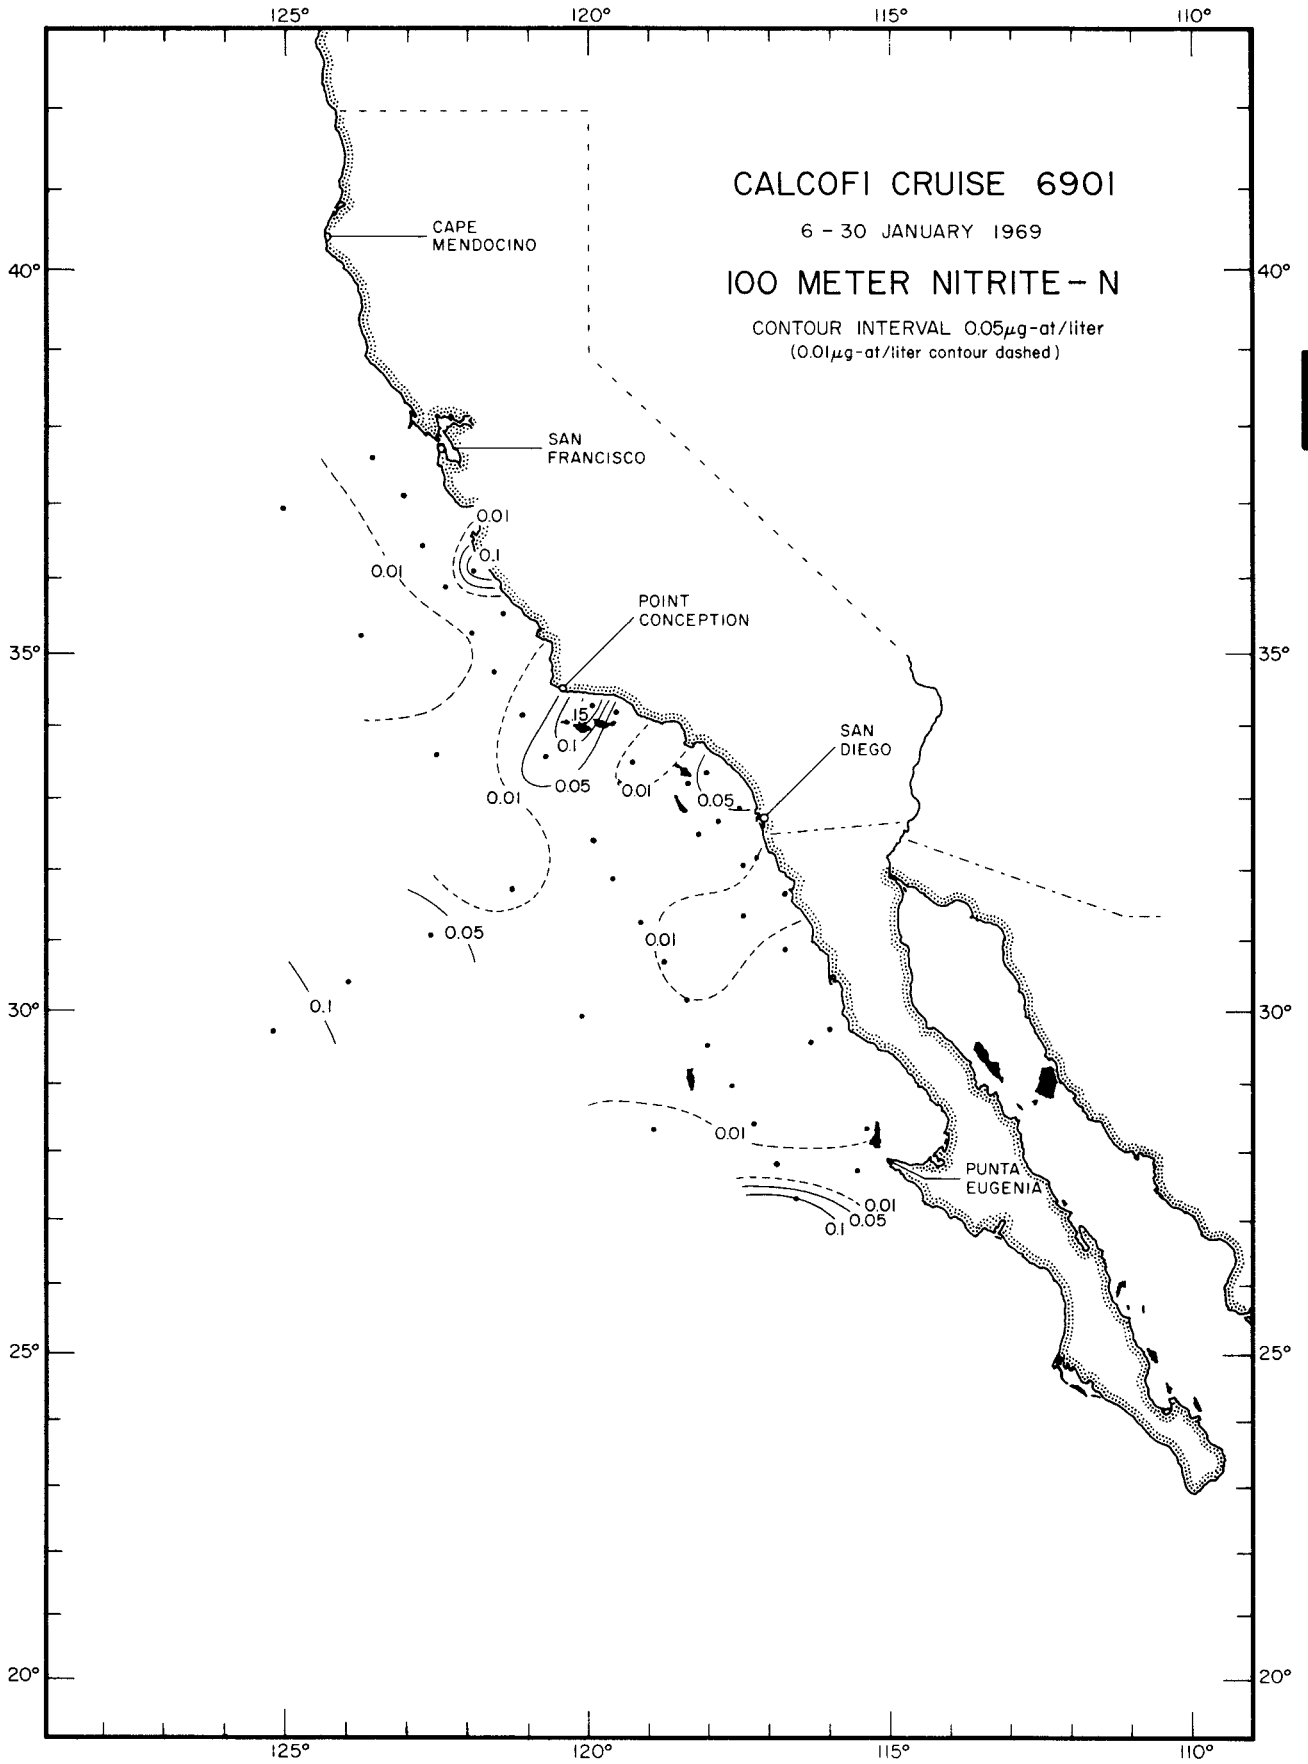 125° 120° 115° 110°
CALCOFI CRUISE 6901
6 - 30 JANUARY 1969
100 METER NITRITE - N
CONTOUR INTERVAL 0.05µg-at/liter
(0.01µg-at/liter contour dashed)
CAPE
MENDOCINO
40° 40°
SAN
FRANCISCO
0.01
0.1
0.01
POINT
CONCEPTION
35° 35°
.15
0.1
SAN
DIEGO
0.05
0.01
0.05
0.01
0.05
0.01
0.1
30° 30°
0.01
PUNTA
EUGENIA
0.01
0.05
0.1
25° 25°
20° 20°
125° 120° 115° 110°